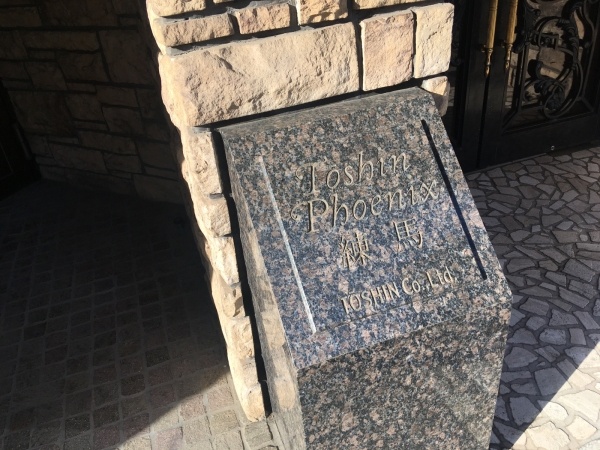 Toshin
Phoenix
練馬
TOSHIN Co.,Ltd.